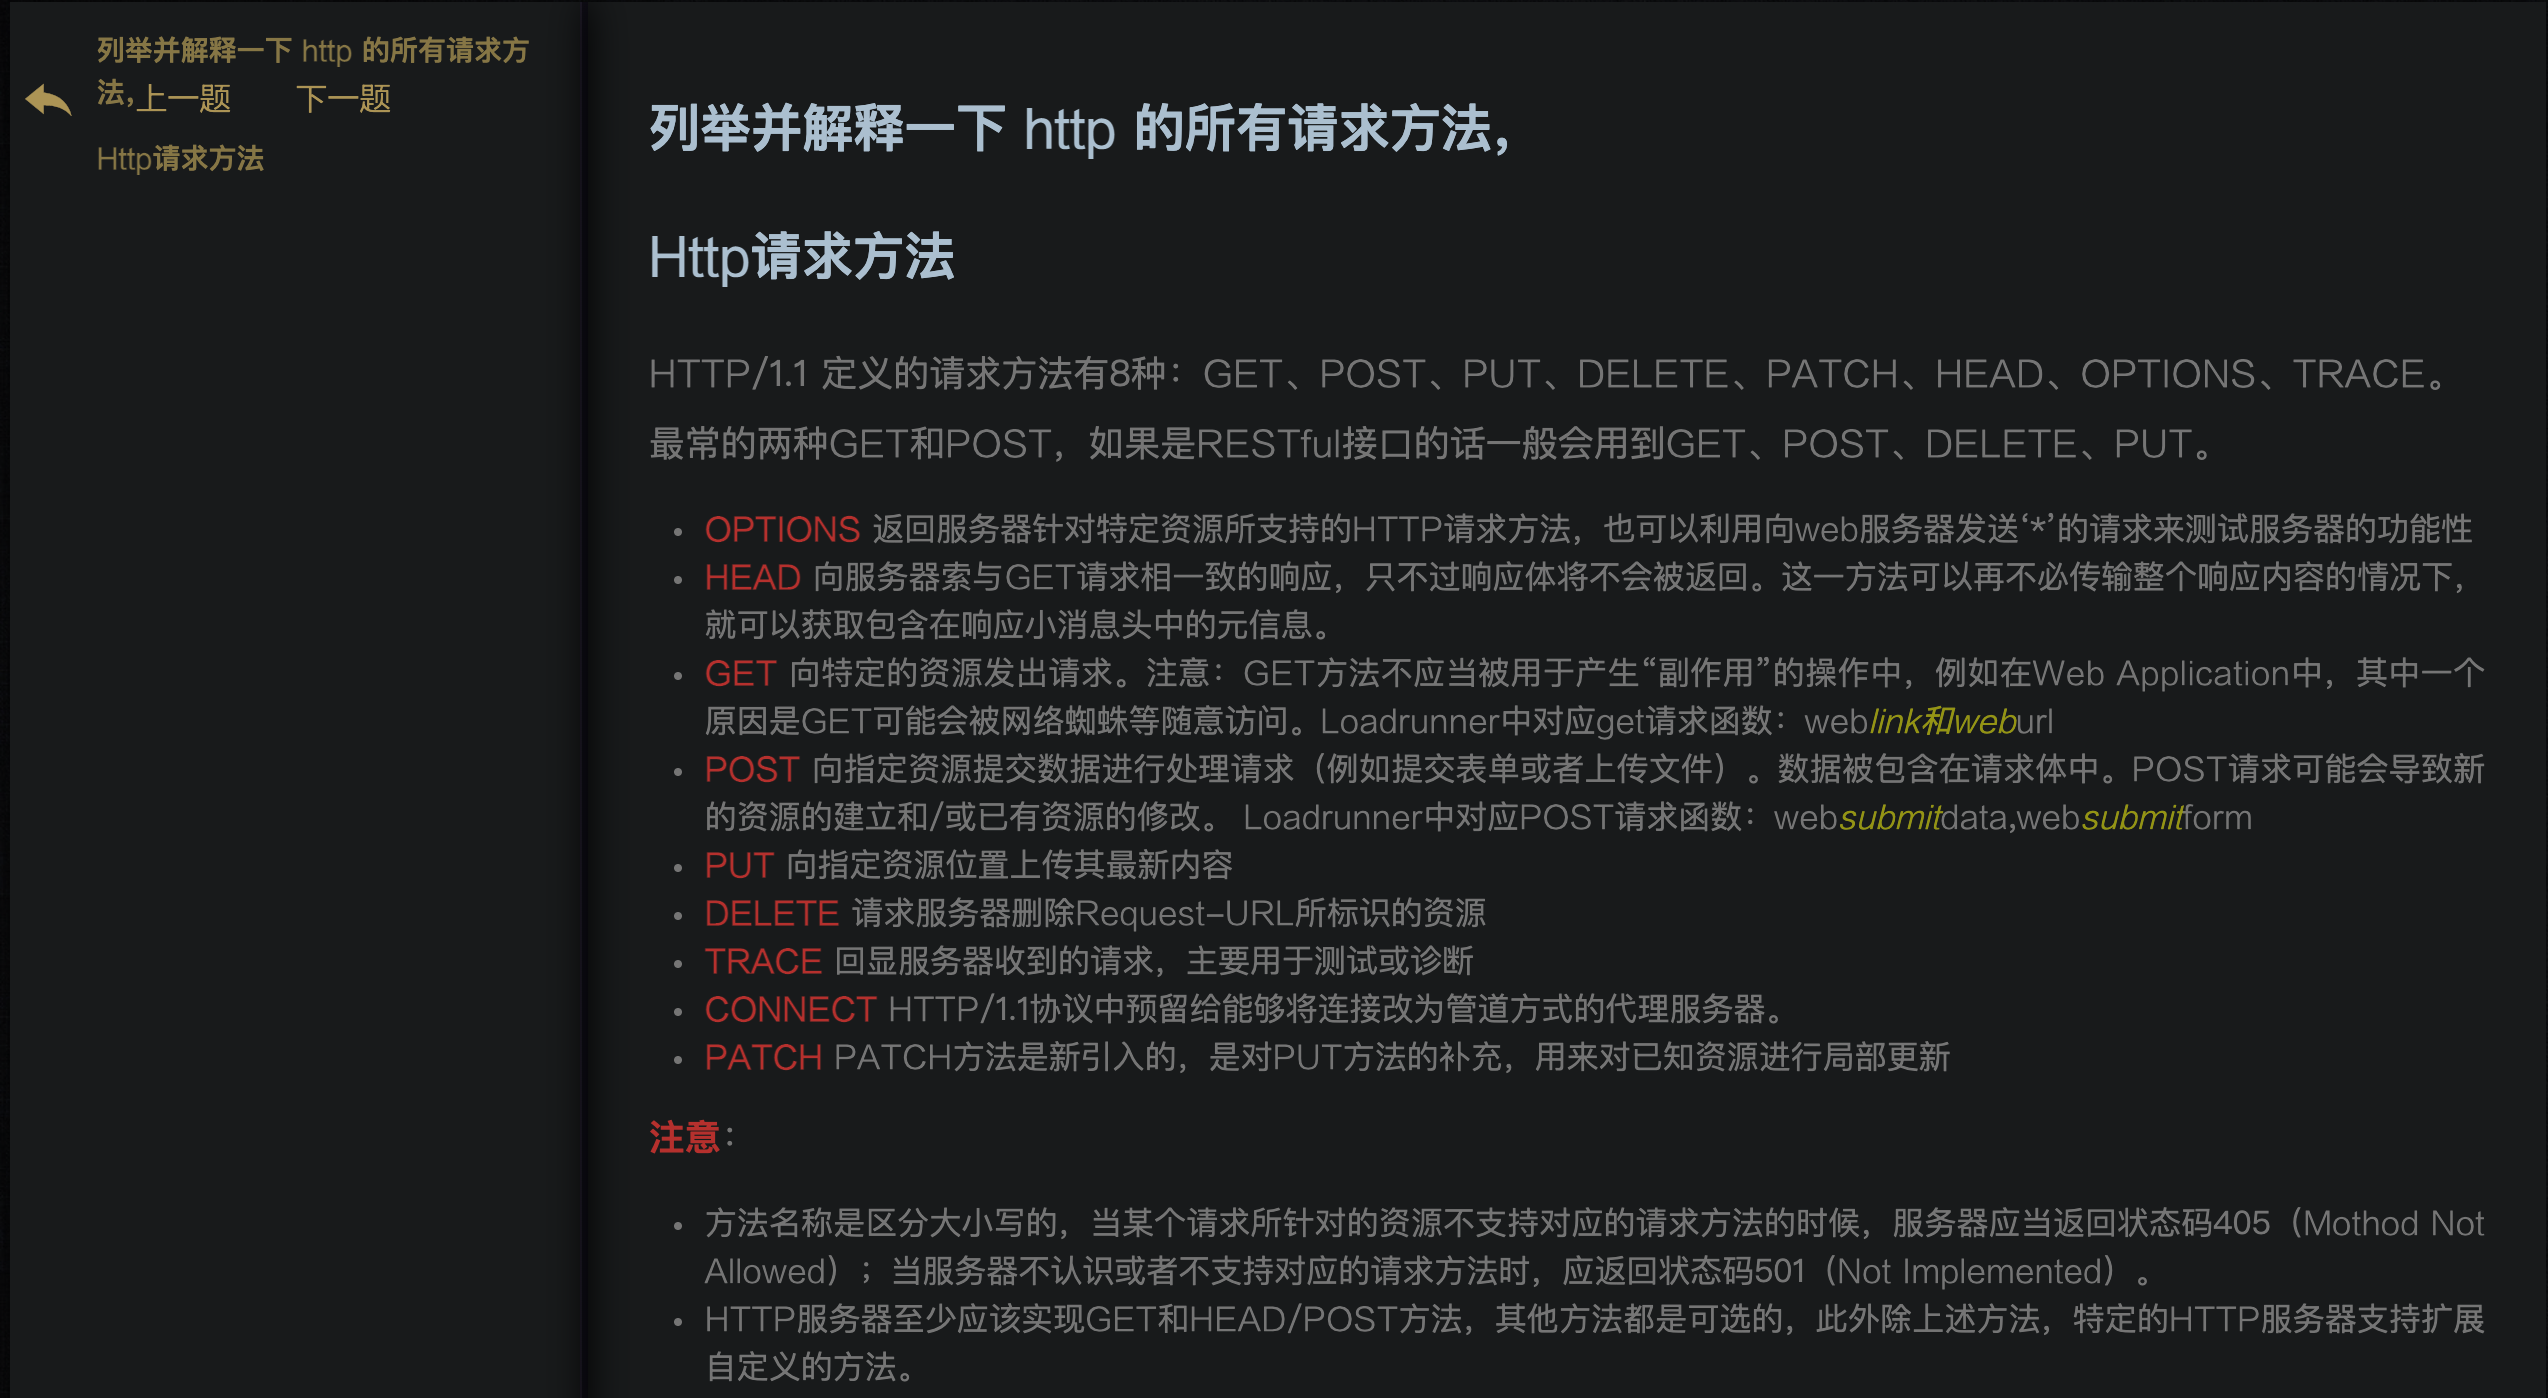 列举并解释一下 http 的所有请求方
法,
上一题
下一题
Http请求方法
列举并解释一下 http 的所有请求方法,
Http请求方法
HTTP/1.1 定义的请求方法有8种：GET、POST、PUT、DELETE、PATCH、HEAD、OPTIONS、TRACE。
最常的两种GET和POST，如果是RESTful接口的话一般会用到GET、POST、DELETE、PUT。
• OPTIONS 返回服务器针对特定资源所支持的HTTP请求方法，也可以利用向web服务器发送‘*’的请求来测试服务器的功能性
• HEAD 向服务器索与GET请求相一致的响应，只不过响应体将不会被返回。这一方法可以再不必传输整个响应内容的情况下，
就可以获取包含在响应小消息头中的元信息。
• GET 向特定的资源发出请求。注意：GET方法不应当被用于产生“副作用”的操作中，例如在Web Application中，其中一个
原因是GET可能会被网络蜘蛛等随意访问。Loadrunner中对应get请求函数：weblink和weburl
• POST 向指定资源提交数据进行处理请求（例如提交表单或者上传文件）。数据被包含在请求体中。POST请求可能会导致新
的资源的建立和/或已有资源的修改。 Loadrunner中对应POST请求函数：websubmitdata,websubmitform
• PUT 向指定资源位置上传其最新内容
• DELETE 请求服务器删除Request-URL所标识的资源
• TRACE 回显服务器收到的请求，主要用于测试或诊断
• CONNECT HTTP/1.1协议中预留给能够将连接改为管道方式的代理服务器。
• PATCH PATCH方法是新引入的，是对PUT方法的补充，用来对已知资源进行局部更新
注意：
• 方法名称是区分大小写的，当某个请求所针对的资源不支持对应的请求方法的时候，服务器应当返回状态码405（Mothod Not
Allowed）；当服务器不认识或者不支持对应的请求方法时，应返回状态码501（Not Implemented）。
• HTTP服务器至少应该实现GET和HEAD/POST方法，其他方法都是可选的，此外除上述方法，特定的HTTP服务器支持扩展
自定义的方法。